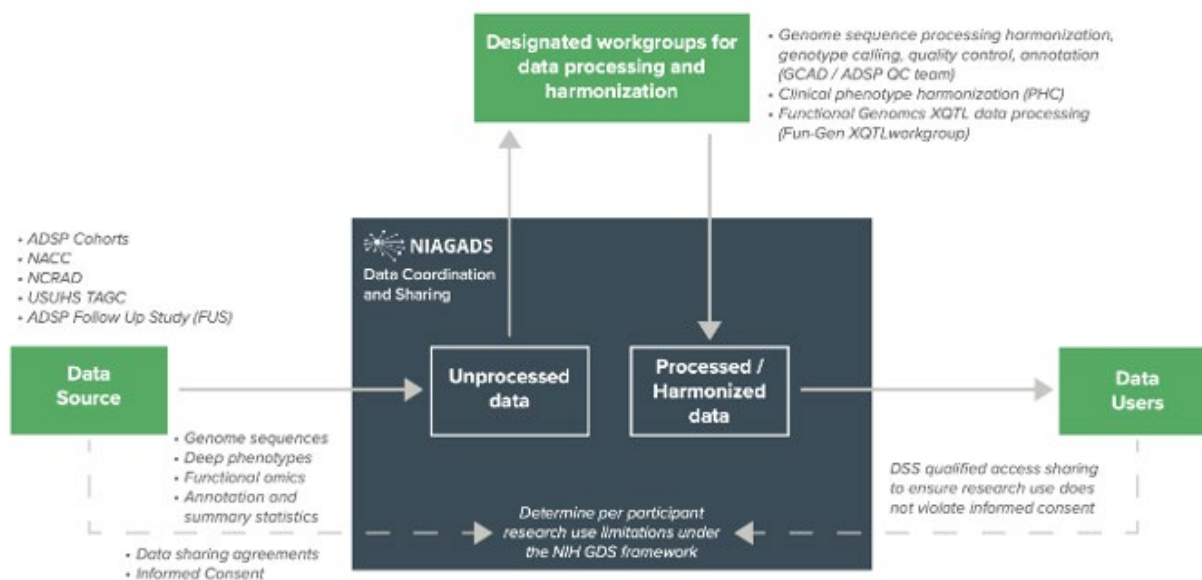 Designated workgroups for
data processing and
harmonization
• Genome sequence processing harmonization,
genotype calling, quality control, annotation
(GCAD / ADSP QC team)
• Clinical phenotype harmonization (PHC)
• Functional Genomcs XQTL data processing
(Fun-Gen XQTLworkgroup)
• ADSP Cohorts
• NACC
• NCRAD
• USUHS TAGC
• ADSP Follow Up Study (FUS)
NIAGADS
Data Coordination
and Sharing
Data
Source
Unprocessed
data
Processed /
Harmonized
data
Data
Users
• Genome sequences
• Deep phenotypes
• Functional omics
• Annotation and
summary statistics
DSS qualified access sharing
to ensure research use does
not violate informed consent
Determine per participant
research use limitations under
the NIH GDS framework
• Data sharing agreements
• Informed Consent